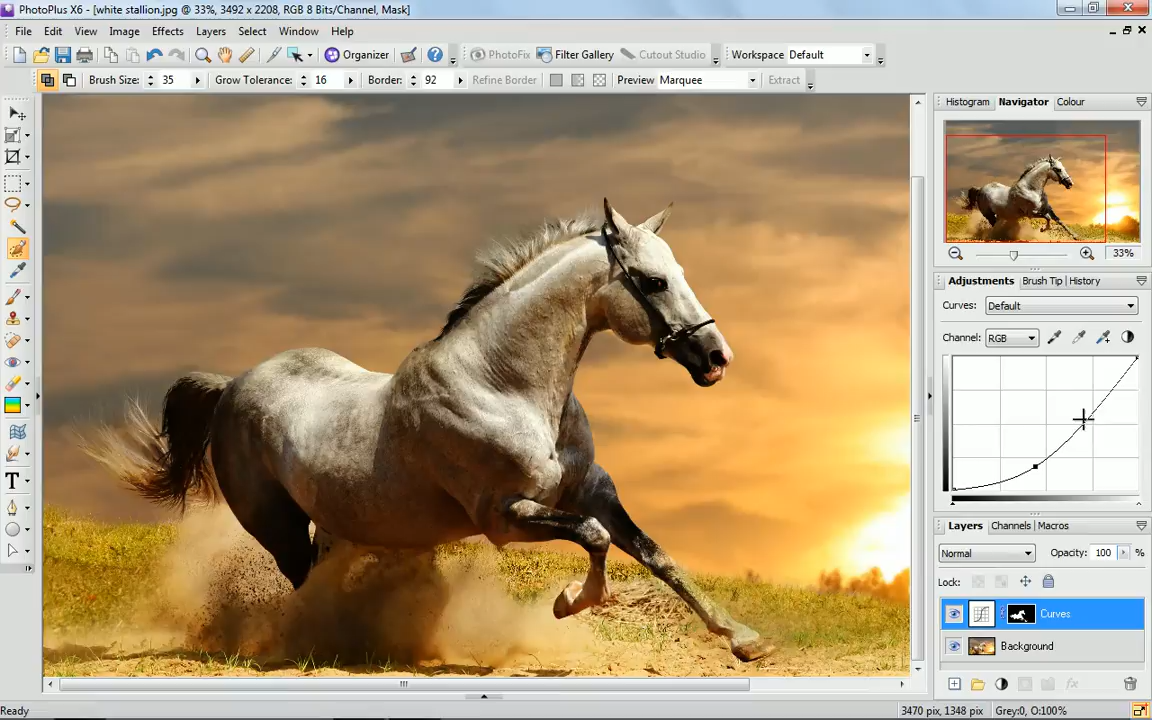 PhotoPlus X6 - [white stallion.jpg @ 33%, 3492 x 2208, RGB 8 Bits/Channel, Mask]
File Edit View Image Effects Layers Select Window Help
Organizer PhotoFix Filter Gallery Cutout Studio Workspace Default
Brush Size: 35 Grow Tolerance: 16 Border: 92 Refine Border Preview Marquee Extract
Histogram Navigator Colour
33%
Adjustments Brush Tip History
Curves: Default
Channel: RGB
Layers Channels Macros
Normal Opacity: 100 %
Lock:
Curves
Background
Ready 3470 pix, 1348 pix Grey:0, O:100%